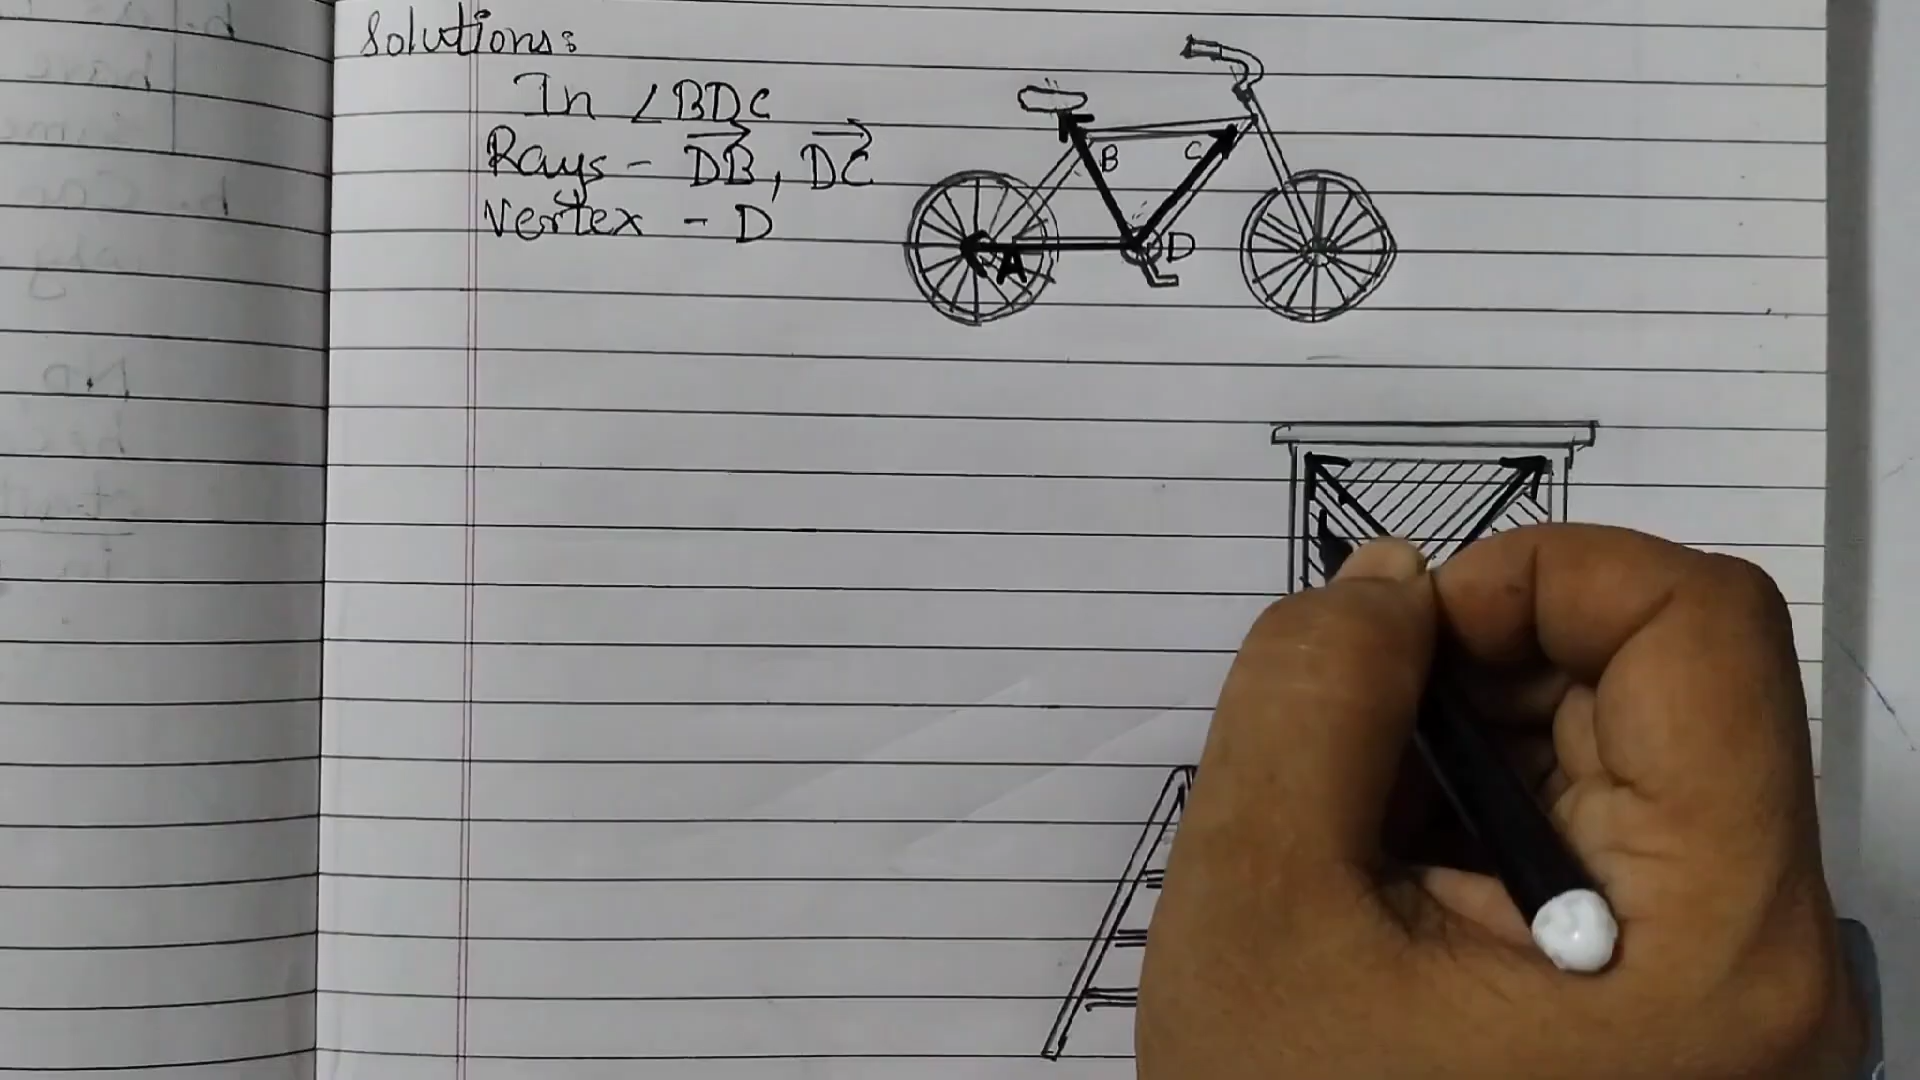 Solutions:
In ∠BDC
Rays - DB, DC
Vertex - D
B
C
A
D